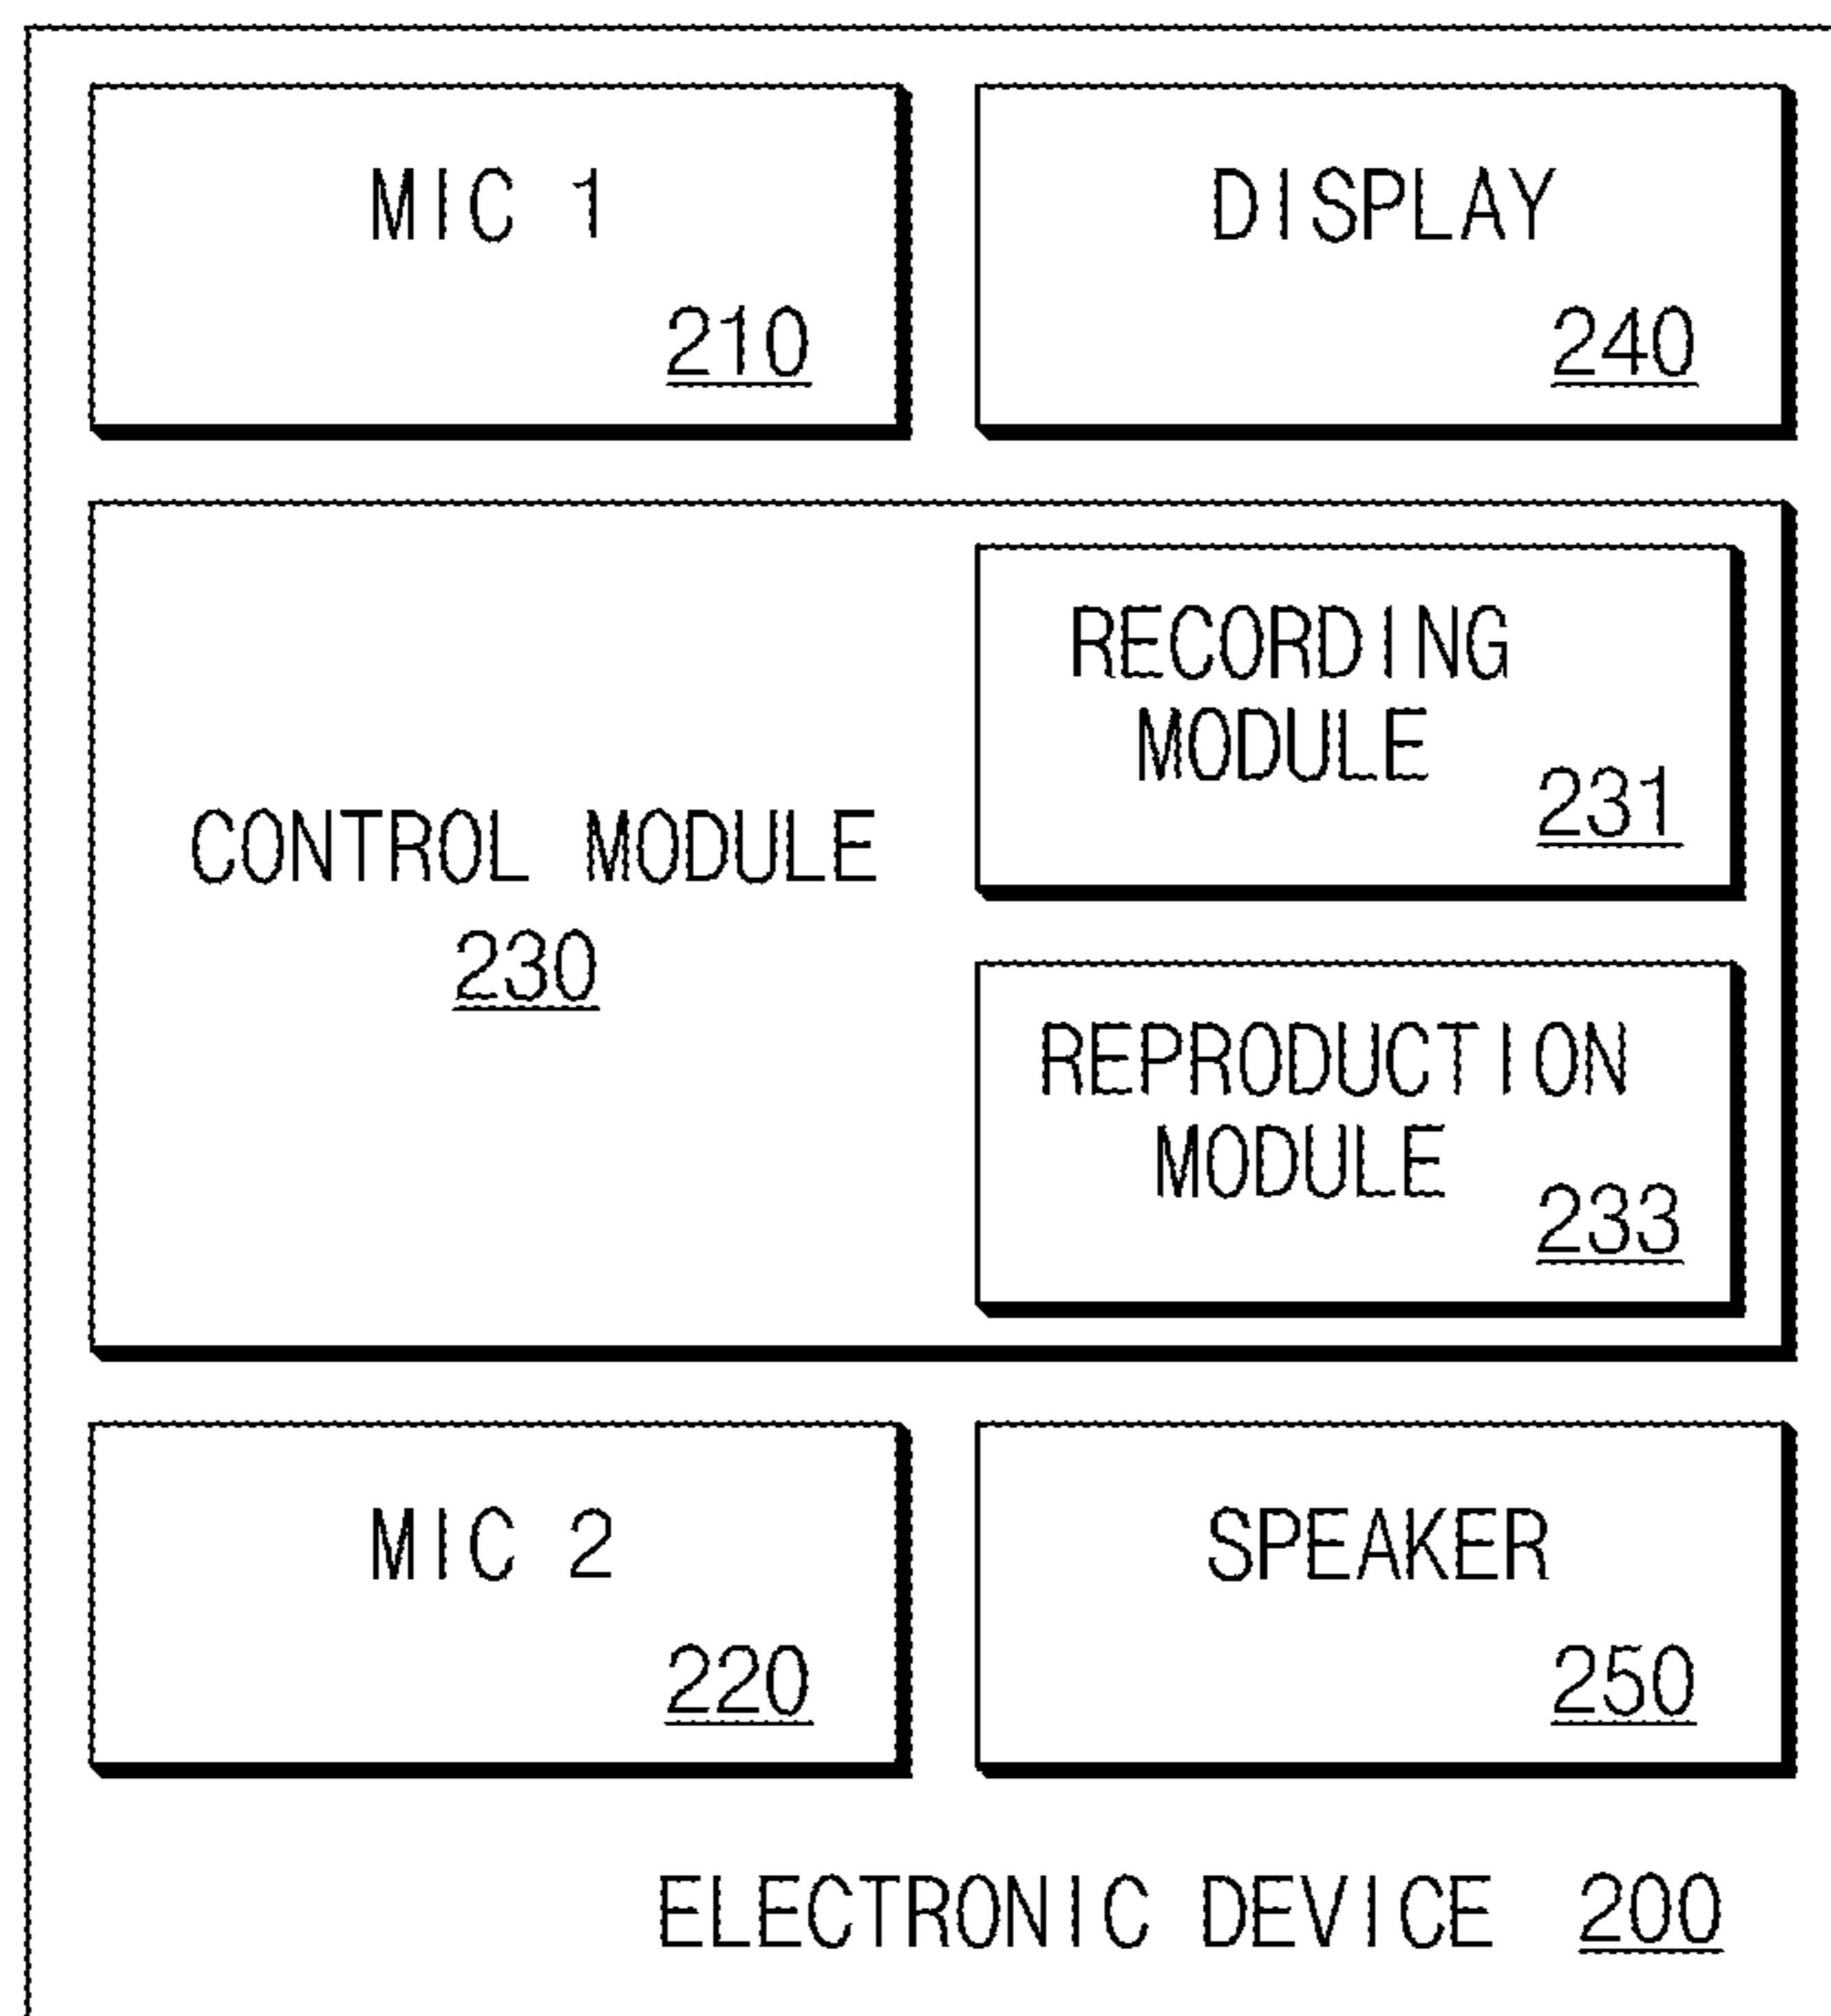 MIC 1
210
DISPLAY
240
CONTROL MODULE
230
RECORDING
MODULE
231
REPRODUCTION
MODULE
233
MIC 2
220
SPEAKER
250
ELECTRONIC DEVICE 200